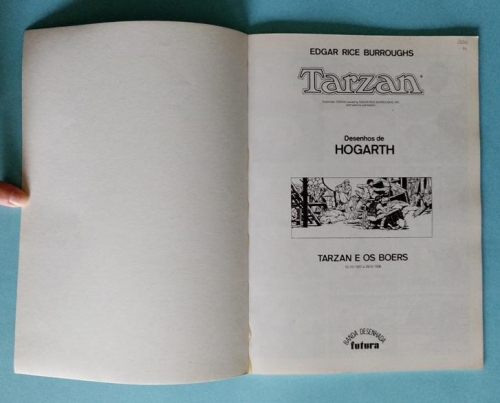 EDGAR RICE BURROUGHS
Tarzan
Desenhos de
HOGARTH
TARZAN E OS BOERS
BANDA DESENHADA
futura